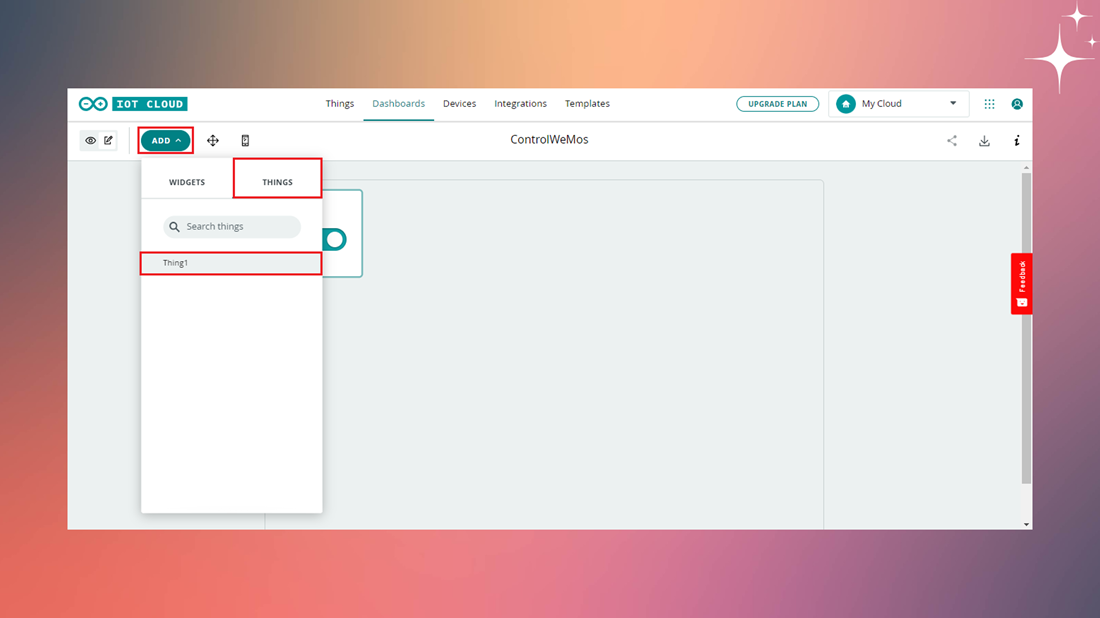 IOT CLOUD
Things Dashboards Devices Integrations Templates
UPGRADE PLAN
My Cloud
ADD
ControlWeMos
WIDGETS THINGS
Search things
Thing1
Feedback